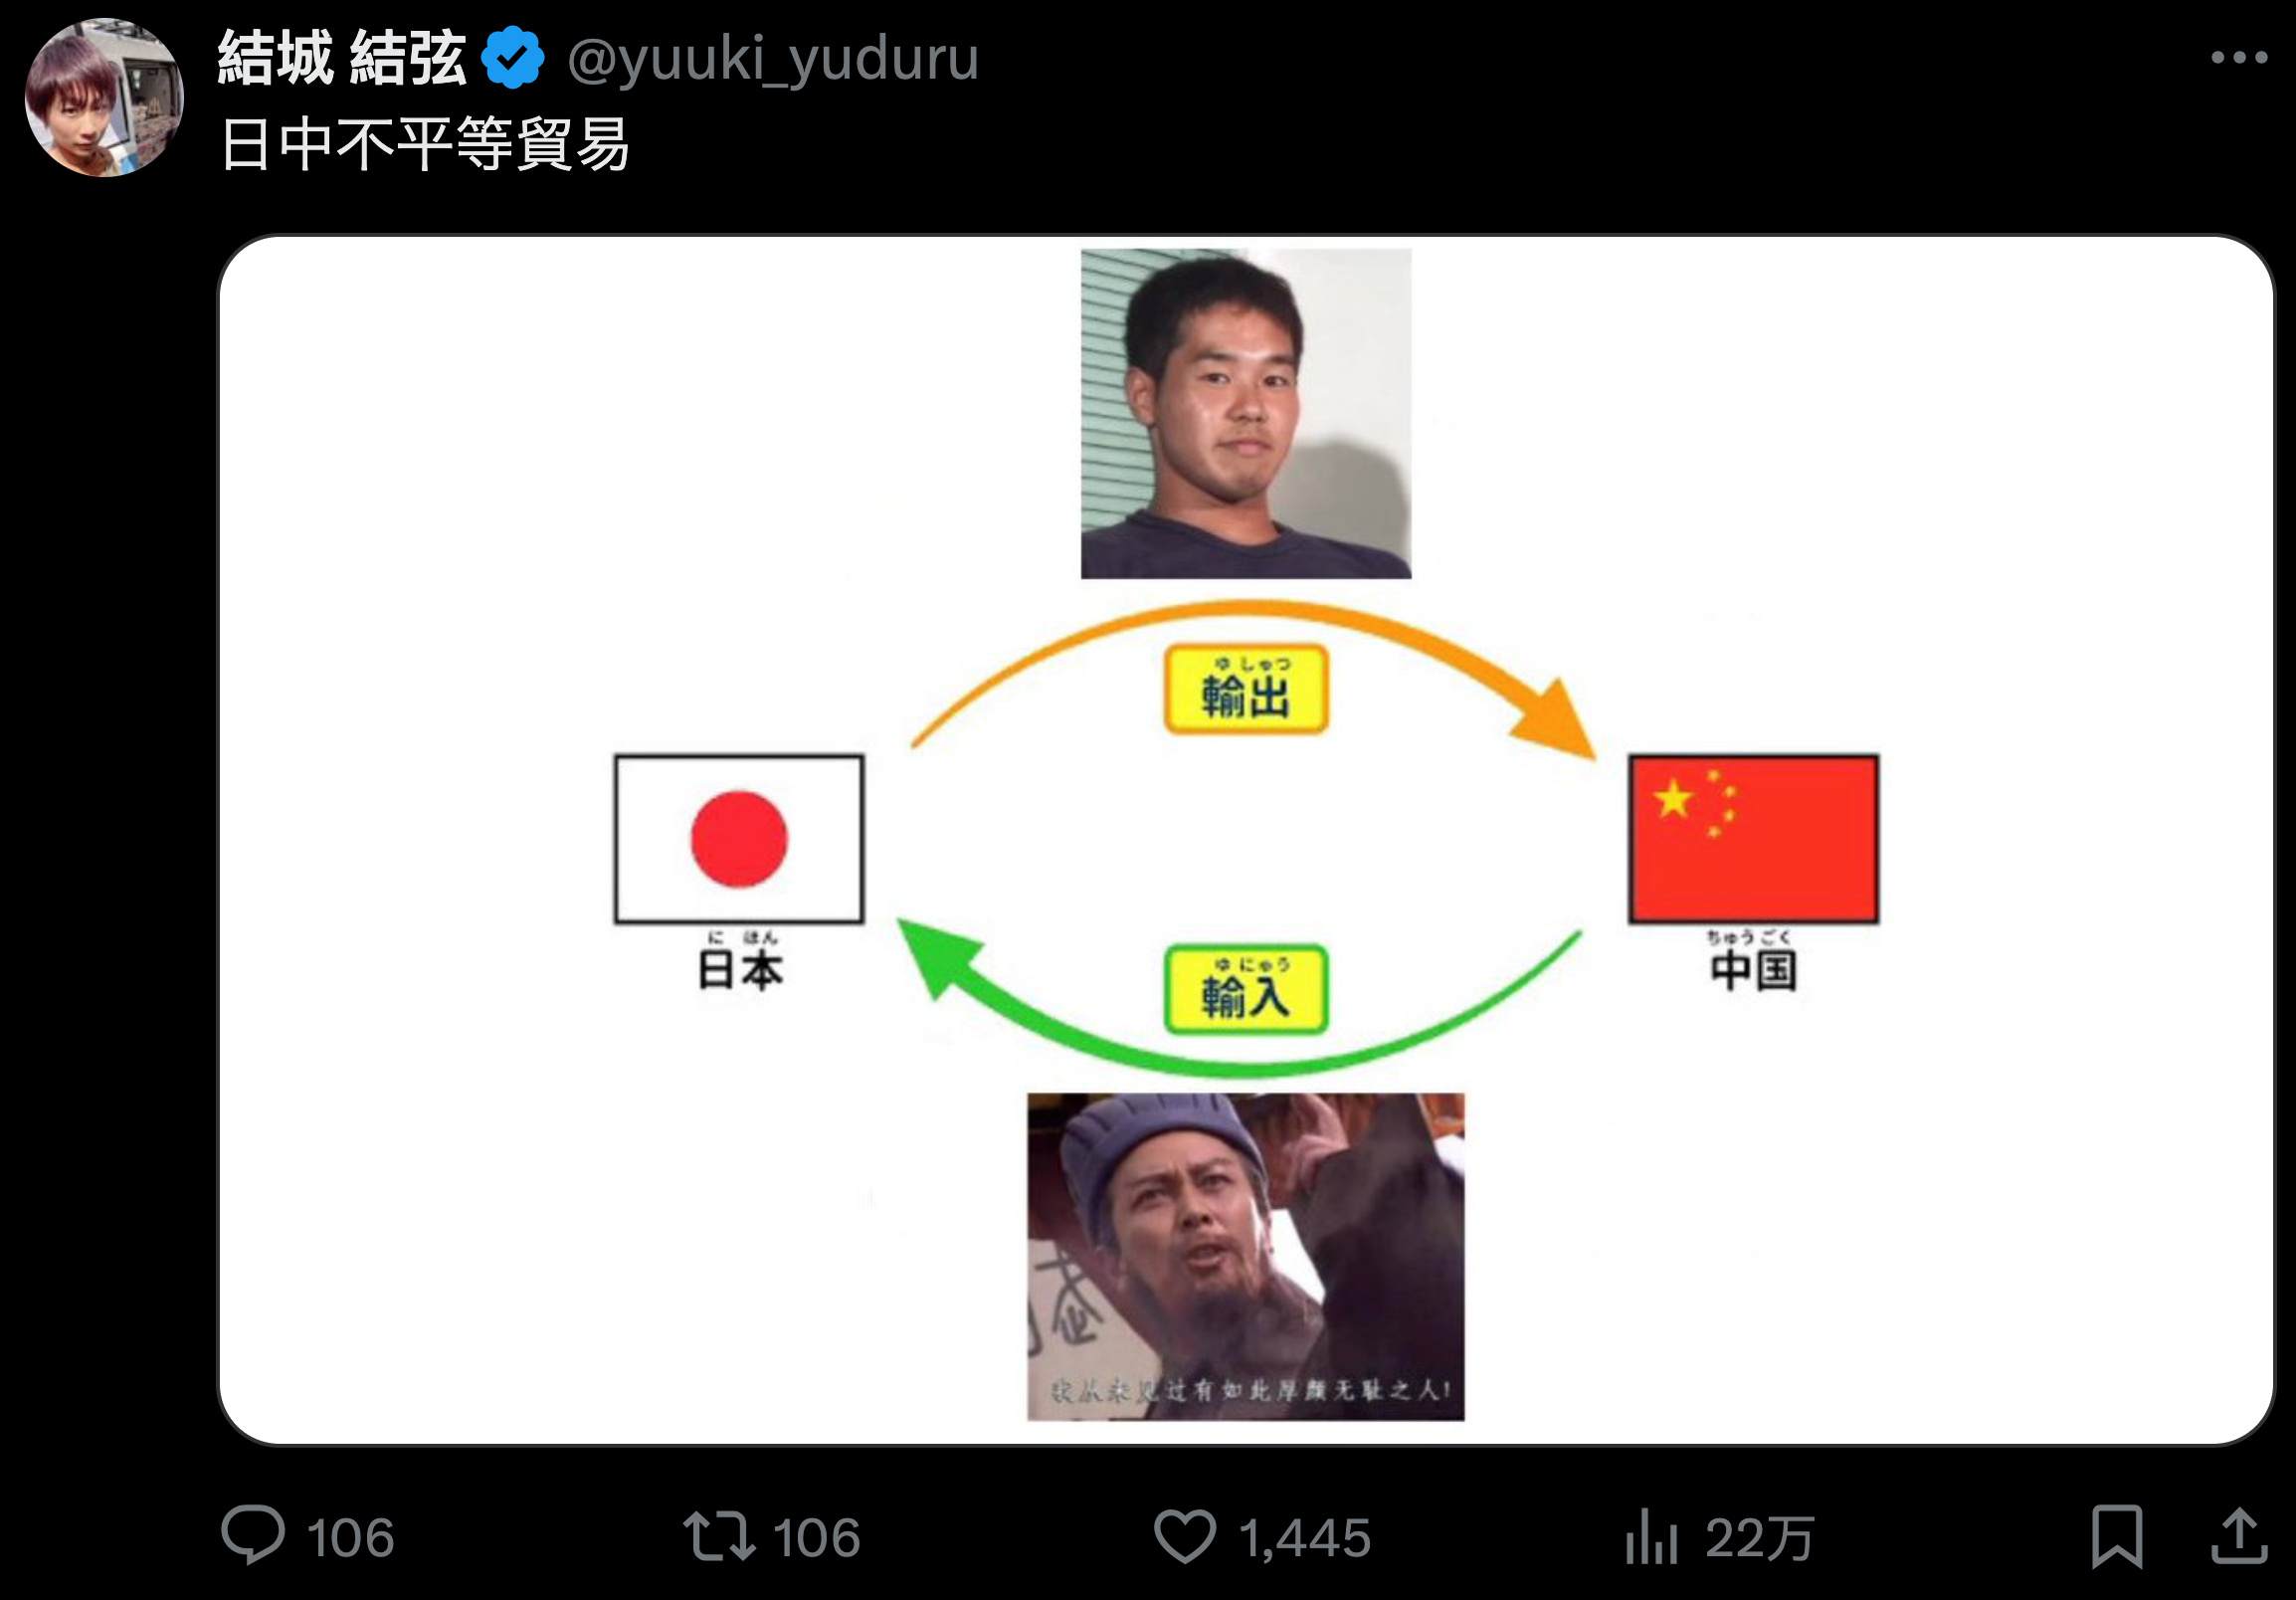 結城 結弦 @yuuki_yuduru
日中不平等貿易
ゆ しゅつ
輸出
に ほん
日本
ちゅう ごく
中国
ゆ にゅう
輸入
我从未见过有如此厚颜无耻之人!
106
106
1,445
22万